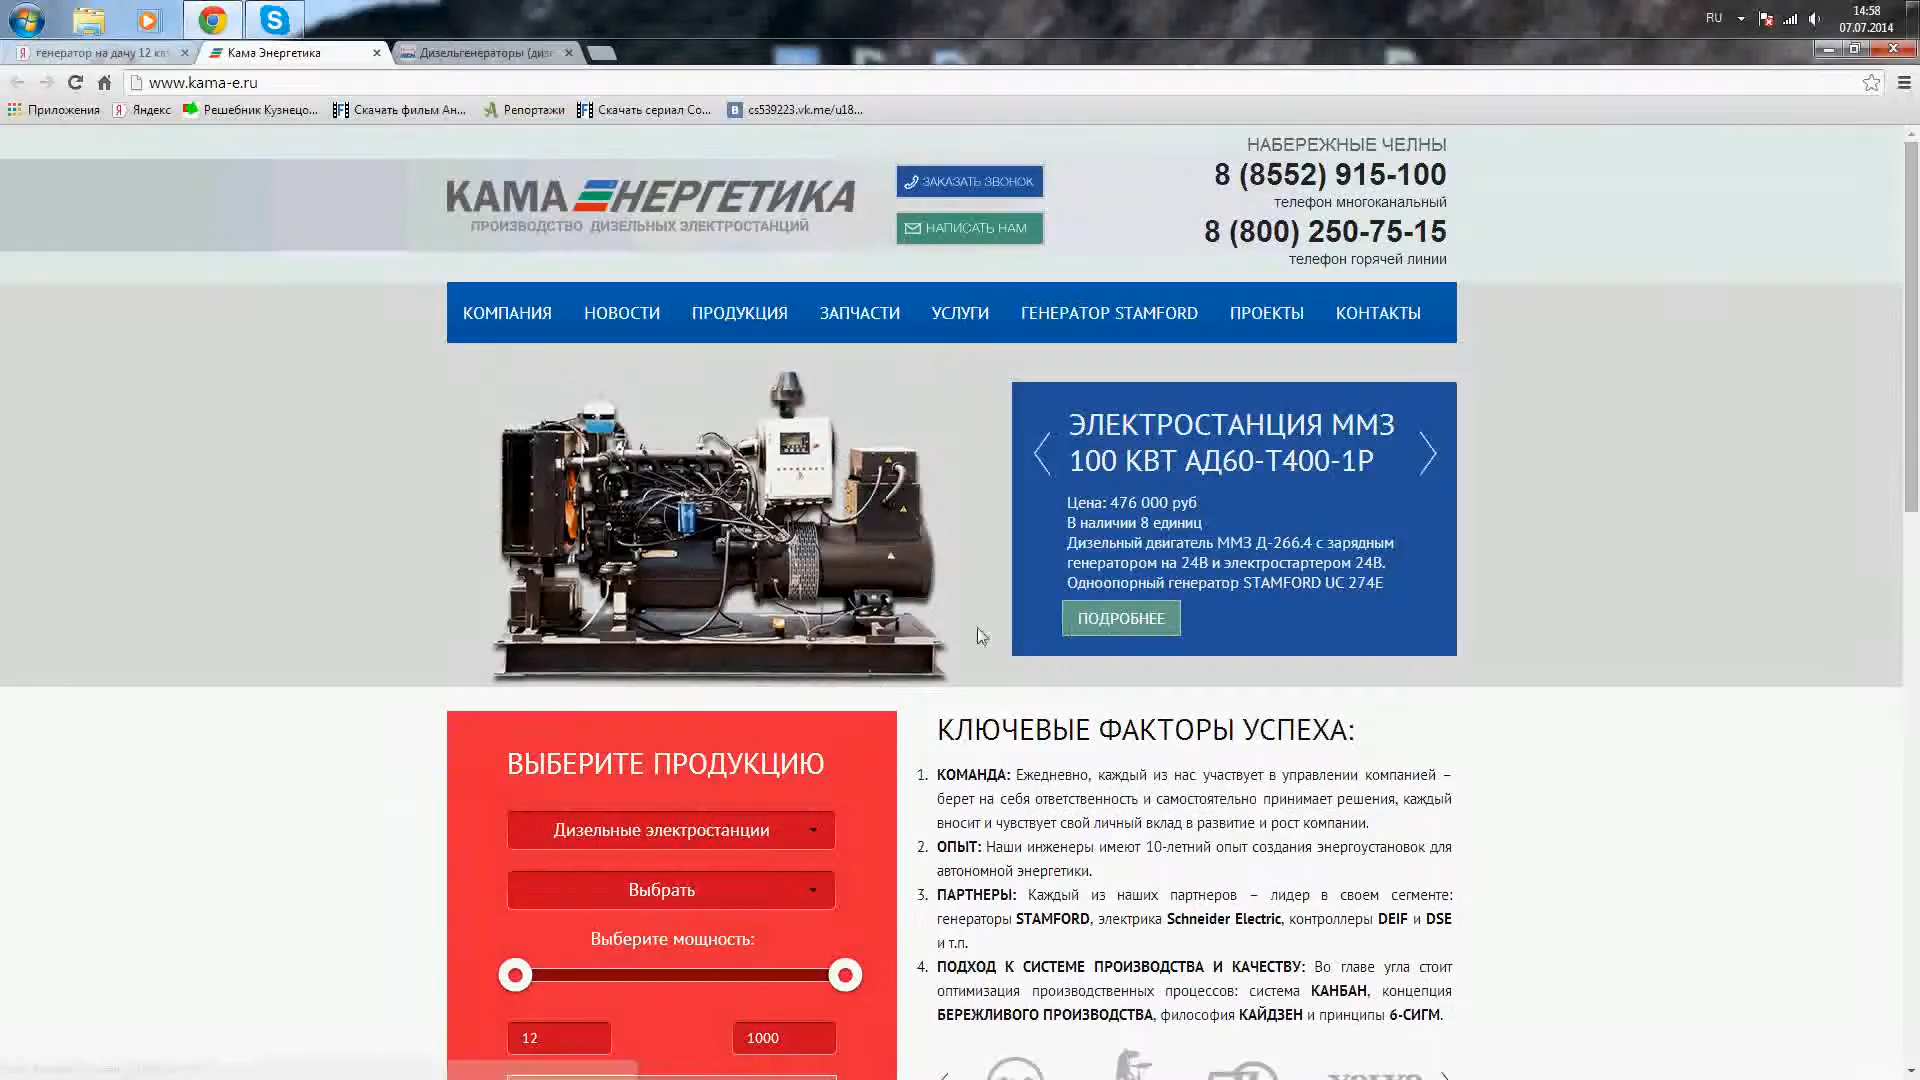 RU
14:58
07.07.2014
генератор на дачу 12 квт
Кама Энергетика
Дизельгенераторы (диз
www.kama-e.ru
Приложения
Яндекс
Решебник Кузнецо...
Скачать фильм Ан...
Репортажи
Скачать сериал Со...
cs539223.vk.me/u18...
КАМА ЭНЕРГЕТИКА
ПРОИЗВОДСТВО ДИЗЕЛЬНЫХ ЭЛЕКТРОСТАНЦИЙ
ЗАКАЗАТЬ ЗВОНОК
НАПИСАТЬ НАМ
НАБЕРЕЖНЫЕ ЧЕЛНЫ
8 (8552) 915-100
телефон многоканальный
8 (800) 250-75-15
телефон горячей линии
КОМПАНИЯ НОВОСТИ ПРОДУКЦИЯ ЗАПЧАСТИ УСЛУГИ ГЕНЕРАТОР STAMFORD ПРОЕКТЫ КОНТАКТЫ
ЭЛЕКТРОСТАНЦИЯ ММЗ
100 КВТ АД60-Т400-1Р
Цена: 476 000 руб
В наличии 8 единиц
Дизельный двигатель ММЗ Д-266.4 с зарядным
генератором на 24В и электростартером 24В.
Одноопорный генератор STAMFORD UC 274E
ПОДРОБНЕЕ
ВЫБЕРИТЕ ПРОДУКЦИЮ
Дизельные электростанции
Выбрать
Выберите мощность:
12
1000
КЛЮЧЕВЫЕ ФАКТОРЫ УСПЕХА:
1. КОМАНДА: Ежедневно, каждый из нас участвует в управлении компанией –
берет на себя ответственность и самостоятельно принимает решения, каждый
вносит и чувствует свой личный вклад в развитие и рост компании.
2. ОПЫТ: Наши инженеры имеют 10-летний опыт создания энергоустановок для
автономной энергетики.
3. ПАРТНЕРЫ: Каждый из наших партнеров – лидер в своем сегменте:
генераторы STAMFORD, электрика Schneider Electric, контроллеры DEIF и DSE
и т.п.
4. ПОДХОД К СИСТЕМЕ ПРОИЗВОДСТВА И КАЧЕСТВУ: Во главе угла стоит
оптимизация производственных процессов: система КАНБАН, концепция
БЕРЕЖЛИВОГО ПРОИЗВОДСТВА, философия КАЙДЗЕН и принципы 6-СИГМ.